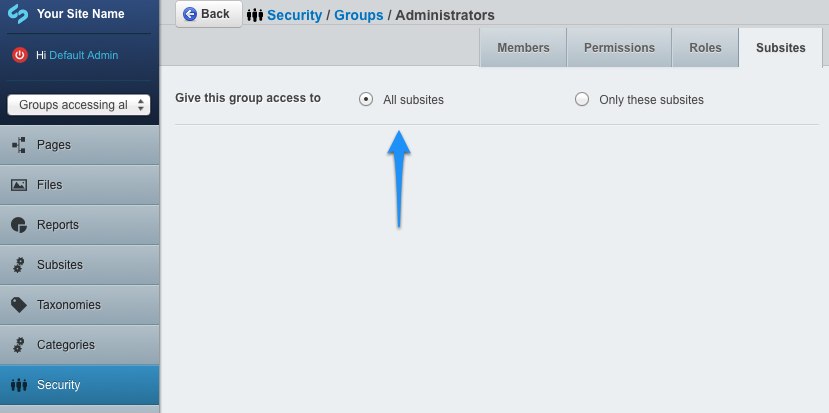 Your Site Name
Hi Default Admin
Groups accessing al
Pages
Files
Reports
Subsites
Taxonomies
Categories
Security
Back
Security / Groups / Administrators
Members Permissions Roles Subsites
Give this group access to All subsites Only these subsites